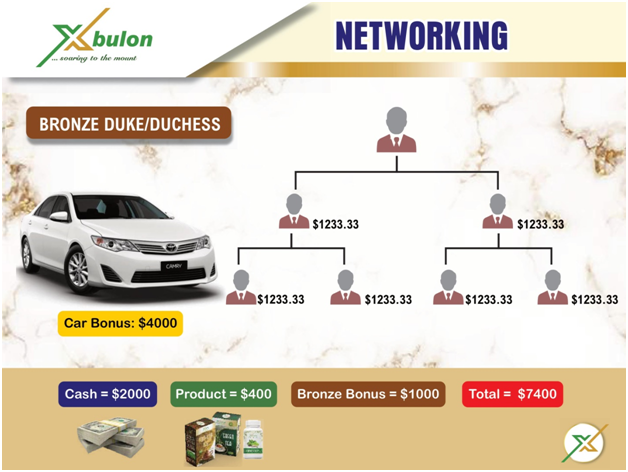 Xbulon
... soaring to the mount
NETWORKING
BRONZE DUKE/DUCHESS
$1233.33 $1233.33
$1233.33 $1233.33 $1233.33 $1233.33
CAMRY
Car Bonus: $4000
Cash = $2000 Product = $400 Bronze Bonus = $1000 Total = $7400